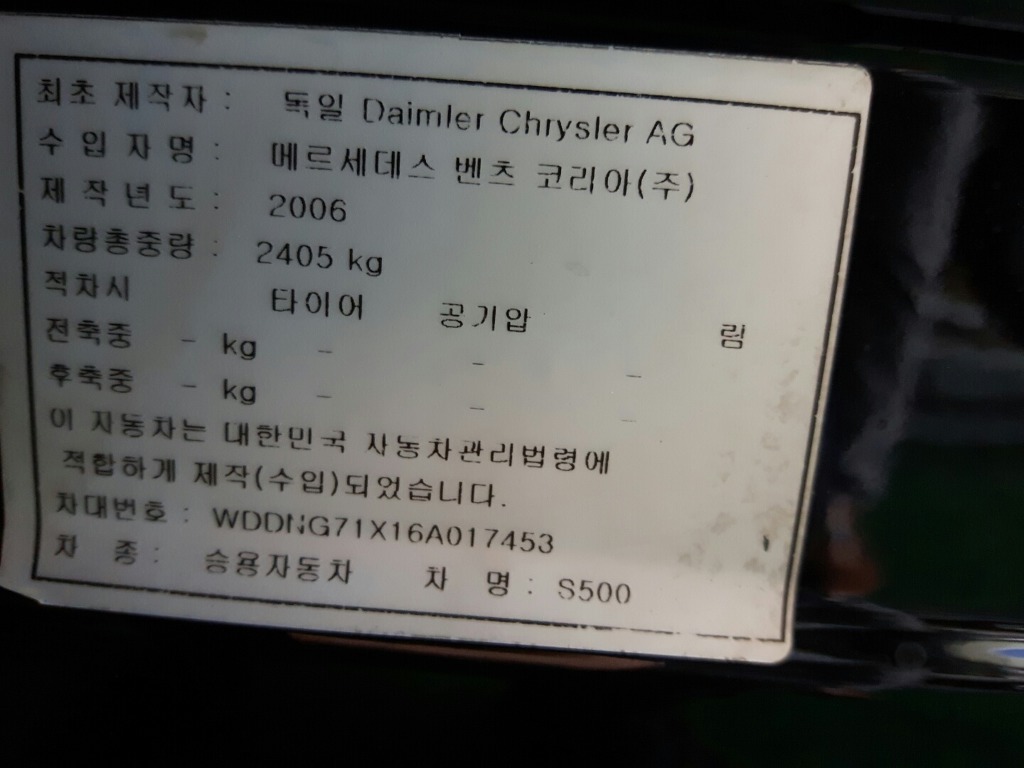 최초 제작자 : 독일 Daimler Chrysler AG
수 입 자 명 : 메르세데스 벤츠 코리아(주)
제 작 년 도 : 2006
차량총중량 : 2405 kg
적차시 타이어 공기압 림
전축중 - kg - - -
후축중 - kg - - -
이 자동차는 대한민국 자동차관리법령에
적합하게 제작(수입)되었습니다.
차대번호 : WDDNG71X16A017453
차 종 : 승용자동차 차 명 : S500